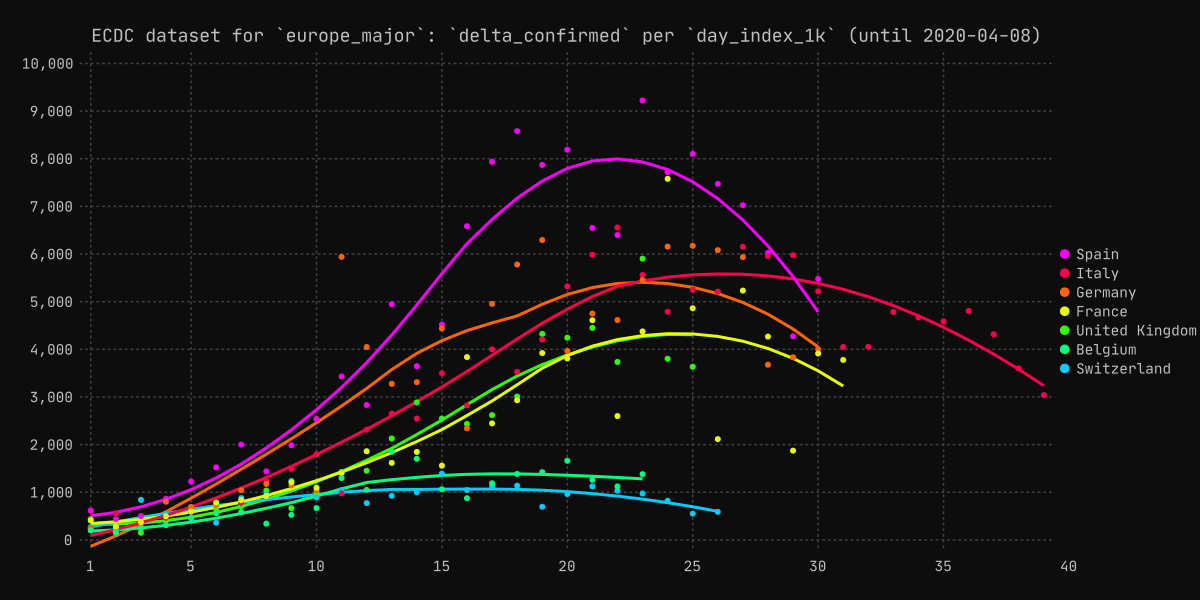 ECDC dataset for `europe_major`: `delta_confirmed` per `day_index_1k` (until 2020-04-08)
10,000
9,000
8,000
7,000
6,000
5,000
4,000
3,000
2,000
1,000
0
1 5 10 15 20 25 30 35 40
Spain
Italy
Germany
France
United Kingdom
Belgium
Switzerland